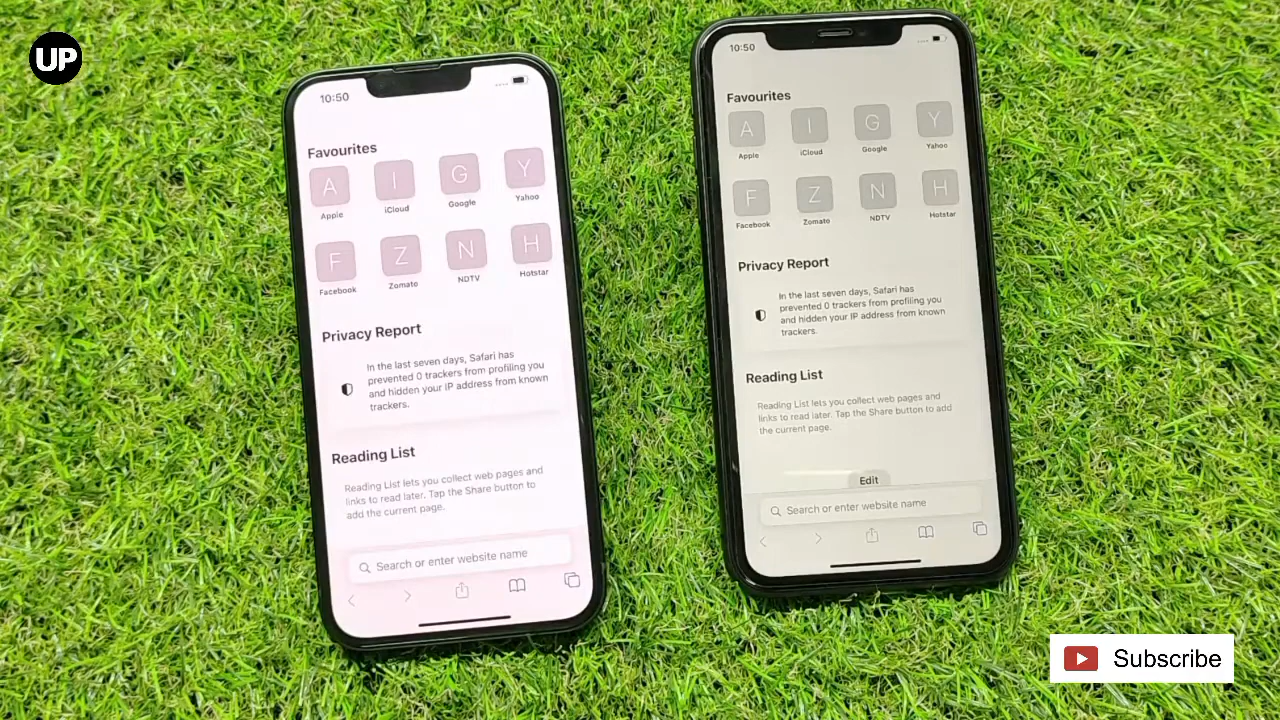 UP
10:50
Favourites
A I G Y
Apple iCloud Google Yahoo
F Z N H
Facebook Zomato NDTV Hotstar
Privacy Report
In the last seven days, Safari has
prevented 0 trackers from profiling you
and hidden your IP address from known
trackers.
Reading List
Reading List lets you collect web pages and
links to read later. Tap the Share button to
add the current page.
Search or enter website name
10:50
Favourites
A I G Y
Apple iCloud Google Yahoo
F Z N H
Facebook Zomato NDTV Hotstar
Privacy Report
In the last seven days, Safari has
prevented 0 trackers from profiling you
and hidden your IP address from known
trackers.
Reading List
Reading List lets you collect web pages and
links to read later. Tap the Share button to add
the current page.
Edit
Search or enter website name
Subscribe